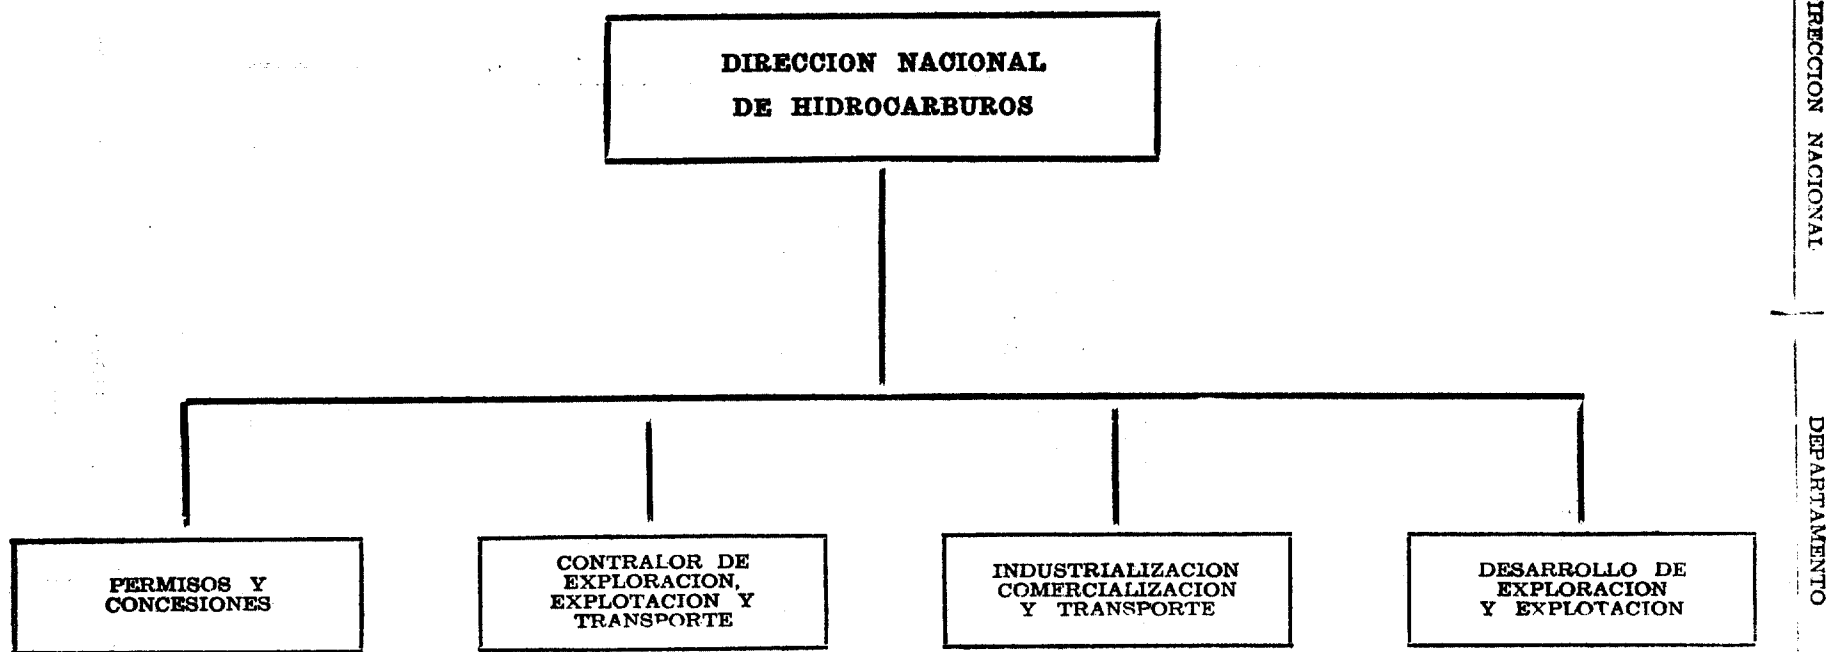 DIRECCION NACIONAL
DE HIDROCARBUROS
PERMISOS Y
CONCESIONES
CONTRALOR DE
EXPLORACION,
EXPLOTACION Y
TRANSPORTE
INDUSTRIALIZACION
COMERCIALIZACION
Y TRANSPORTE
DESARROLLO DE
EXPLORACION
Y EXPLOTACION
IRECCION NACIONAL
DEPARTAMENTO